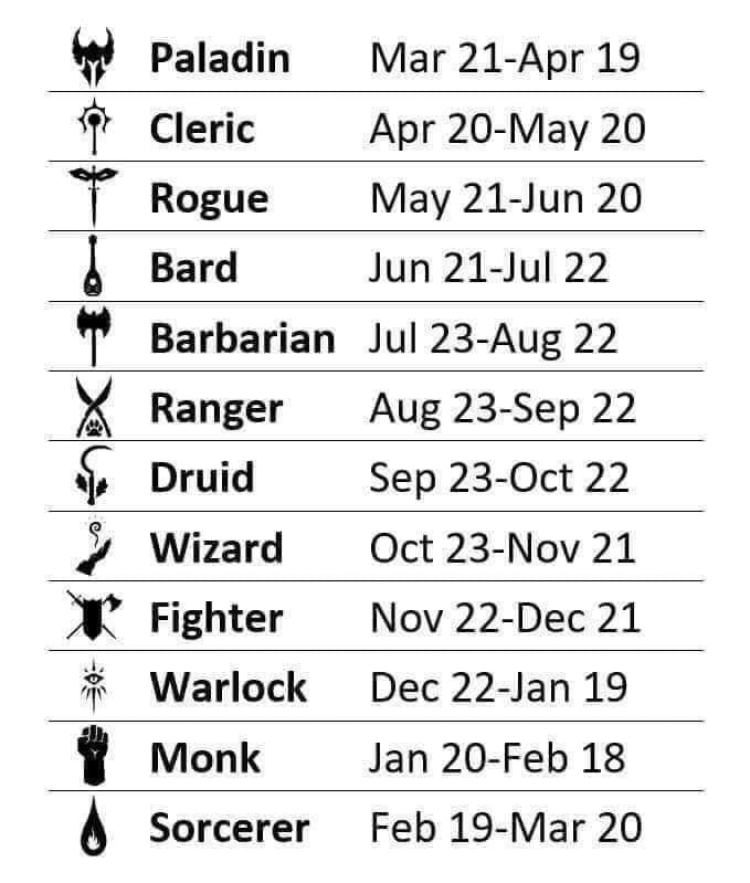 Paladin Mar 21-Apr 19
Cleric Apr 20-May 20
Rogue May 21-Jun 20
Bard Jun 21-Jul 22
Barbarian Jul 23-Aug 22
Ranger Aug 23-Sep 22
Druid Sep 23-Oct 22
Wizard Oct 23-Nov 21
Fighter Nov 22-Dec 21
Warlock Dec 22-Jan 19
Monk Jan 20-Feb 18
Sorcerer Feb 19-Mar 20